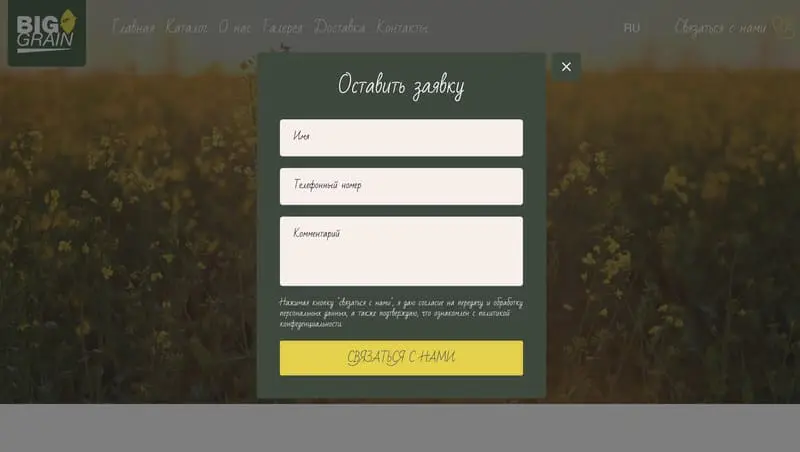 BIG
GRAIN
Главная Каталог О нас Галерея Доставка Контакты
RU
Связаться с нами
Оставить заявку
Имя
Телефонный номер
Комментарий
Нажимая кнопку "связаться с нами", я даю согласие на передачу и обработку
персональных данных, а также подтверждаю, что ознакомлен с политикой
конфеденциальности.
СВЯЗАТЬСЯ С НАМИ